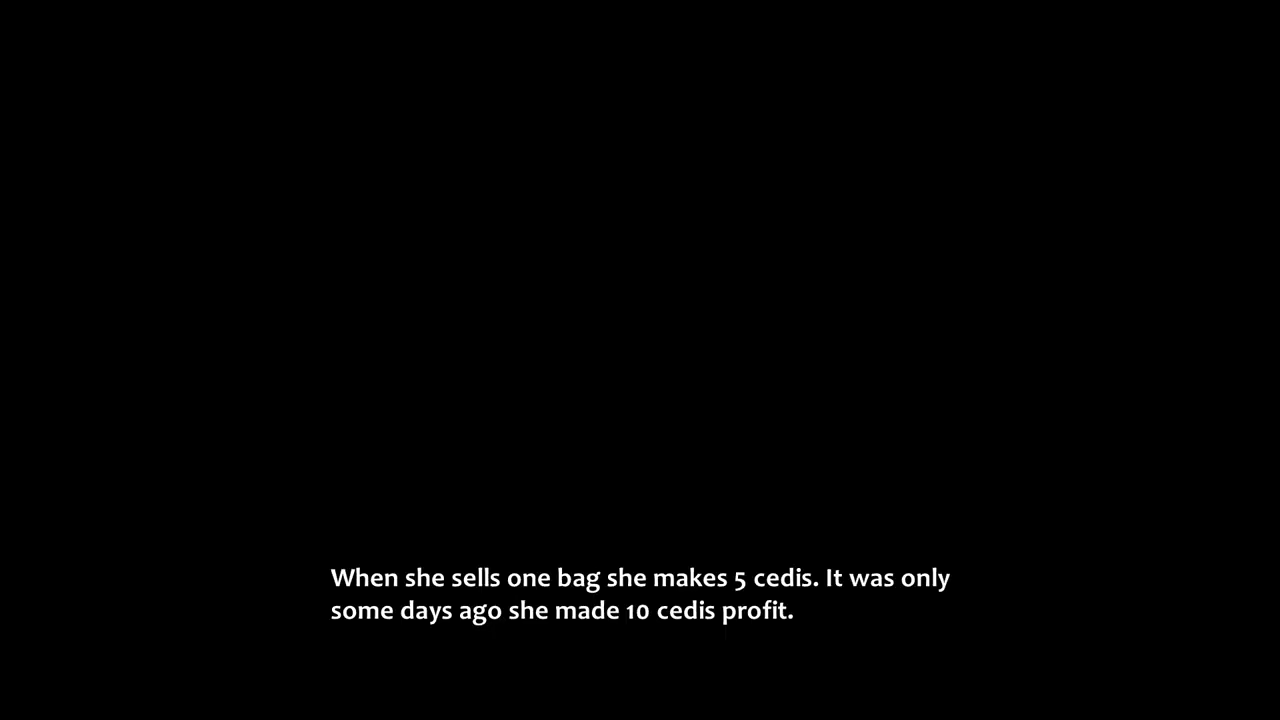 When she sells one bag she makes 5 cedis. It was only
some days ago she made 10 cedis profit.